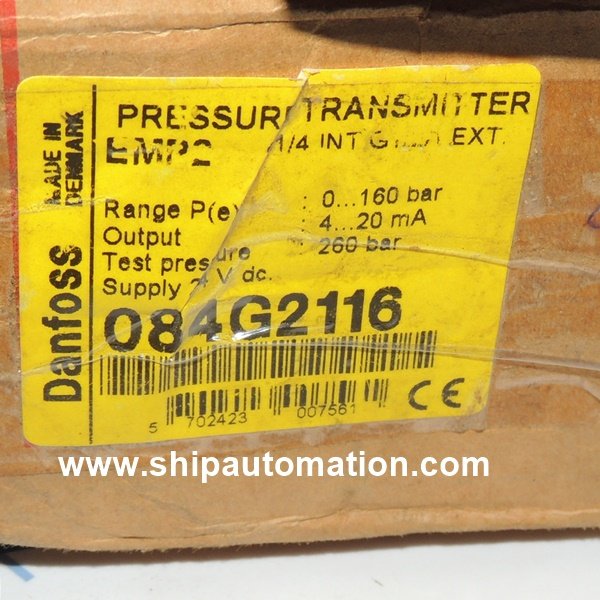 PRESSURE TRANSMITTER
EMP2 1/4 INT G EXT.
Range P(e) : 0...160 bar
Output : 4...20 mA
Test pressure : 260 bar
Supply V dc.
084G2116
5 702423 007561
Danfoss
MADE IN
DENMARK
CE
www.shipautomation.com